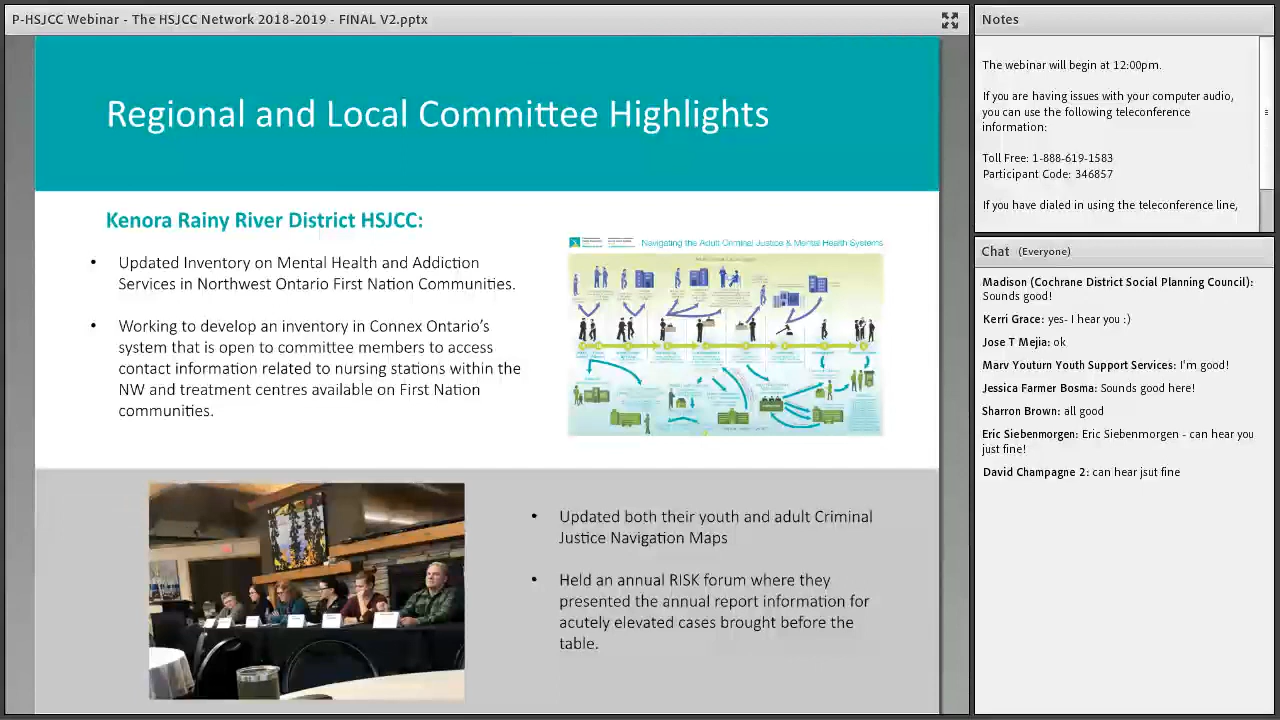 P-HSJCC Webinar - The HSJCC Network 2018-2019 - FINAL V2.pptx
Regional and Local Committee Highlights
Kenora Rainy River District HSJCC:
• Updated Inventory on Mental Health and Addiction
Services in Northwest Ontario First Nation Communities.
• Working to develop an inventory in Connex Ontario's
system that is open to committee members to access
contact information related to nursing stations within the
NW and treatment centres available on First Nation
communities.
Navigating the Adult Criminal Justice & Mental Health Systems
• Updated both their youth and adult Criminal
Justice Navigation Maps
• Held an annual RISK forum where they
presented the annual report information for
acutely elevated cases brought before the
table.
Notes
The webinar will begin at 12:00pm.
If you are having issues with your computer audio,
you can use the following teleconference
information:
Toll Free: 1-888-619-1583
Participant Code: 346857
If you have dialed in using the teleconference line,
Chat (Everyone)
Madison(Cochrane District Social Planning Council):
Sounds good!
Kerri Grace: yes- I hear you :)
Jose T Mejia: ok
Marv Youturn Youth Support Services: I'm good!
Jessica Farmer Bosma: Sounds good here!
Sharron Brown: all good
Eric Siebenmorgen: Eric Siebenmorgen - can hear you
just fine!
David Champagne 2: can hear jsut fine